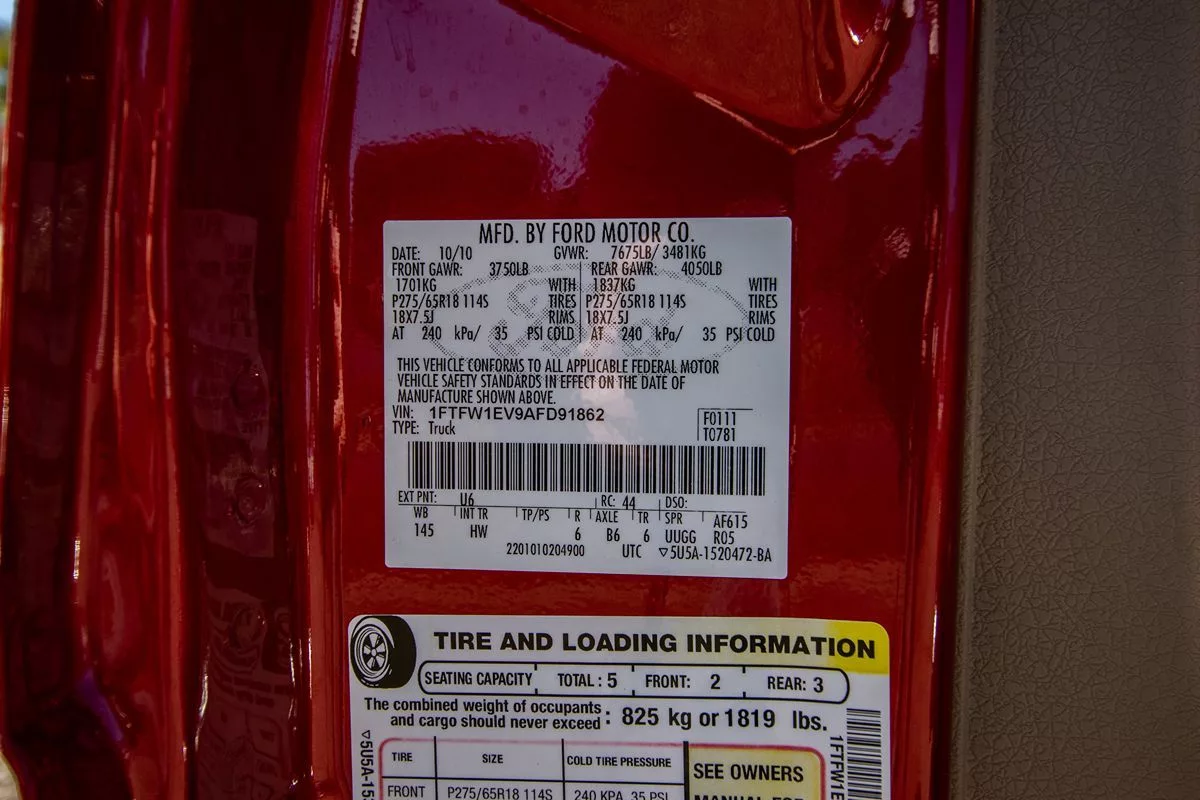 MFD. BY FORD MOTOR CO.
DATE: 10/10 GVWR: 7675LB/ 3481KG
FRONT GAWR: 3750LB REAR GAWR: 4050LB
1701KG WITH 1837KG WITH
P275/65R18 114S TIRES P275/65R18 114S TIRES
18X7.5J RIMS 18X7.5J RIMS
AT 240 kPa/ 35 PSI COLD AT 240 kPa/ 35 PSI COLD
THIS VEHICLE CONFORMS TO ALL APPLICABLE FEDERAL MOTOR
VEHICLE SAFETY STANDARDS IN EFFECT ON THE DATE OF
MANUFACTURE SHOWN ABOVE.
VIN: 1FTFW1EV9AFD91862 F0111
TYPE: Truck T0781
EXT PNT: U6 RC: 44 DSO:
WB INT TR TP/PS R AXLE TR SPR AF615
145 HW 6 B6 6 UUGG R05
2201010204900 UTC ▽5U5A-1520472-BA
TIRE AND LOADING INFORMATION
SEATING CAPACITY TOTAL: 5 FRONT: 2 REAR: 3
The combined weight of occupants
and cargo should never exceed : 825 kg or 1819 lbs.
TIRE SIZE COLD TIRE PRESSURE SEE OWNERS
FRONT P275/65R18 114S 240 KPA, 35 PSI MANUAL FOR
▽5U5A-15
1FTFW1E